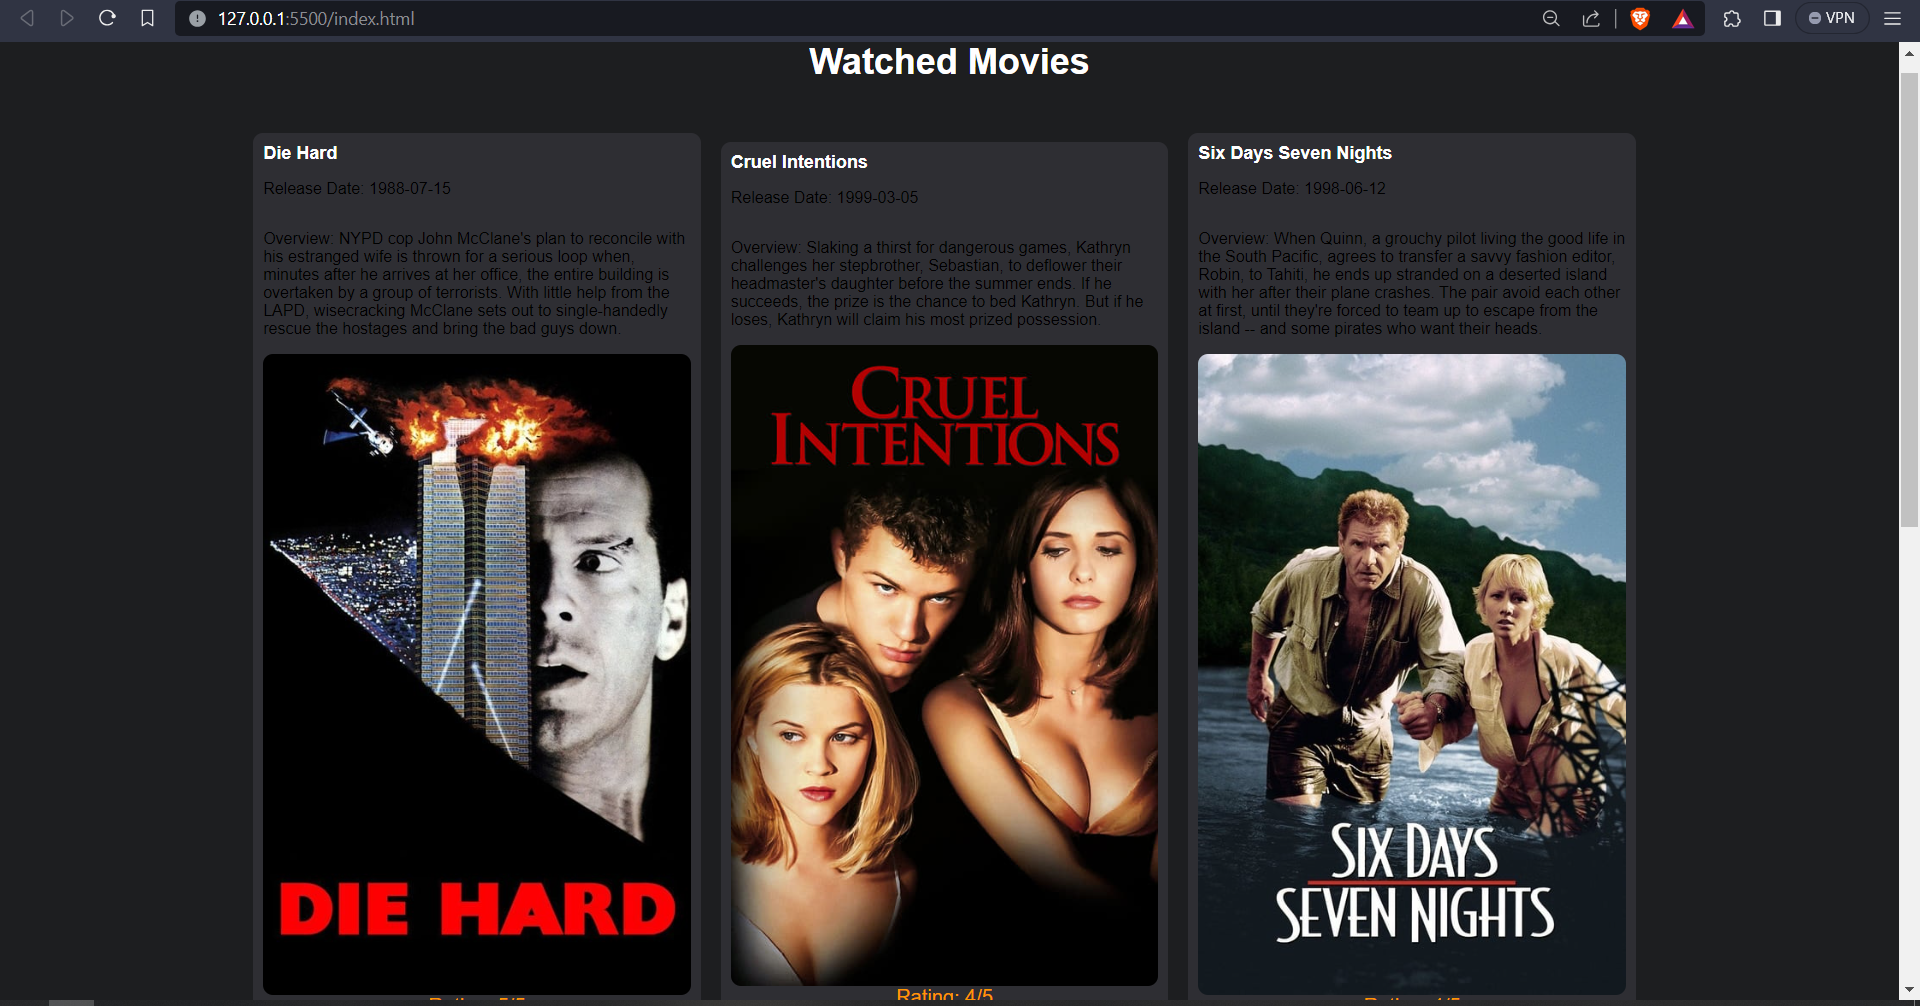 127.0.0.1:5500/index.html
VPN
Watched Movies
Die Hard
Release Date: 1988-07-15
Overview: NYPD cop John McClane's plan to reconcile with
his estranged wife is thrown for a serious loop when,
minutes after he arrives at her office, the entire building is
overtaken by a group of terrorists. With little help from the
LAPD, wisecracking McClane sets out to single-handedly
rescue the hostages and bring the bad guys down.
DIE HARD
Cruel Intentions
Release Date: 1999-03-05
Overview: Slaking a thirst for dangerous games, Kathryn
challenges her stepbrother, Sebastian, to deflower their
headmaster's daughter before the summer ends. If he
succeeds, the prize is the chance to bed Kathryn. But if he
loses, Kathryn will claim his most prized possession.
CRUEL
INTENTIONS
Rating: 4/5
Six Days Seven Nights
Release Date: 1998-06-12
Overview: When Quinn, a grouchy pilot living the good life in
the South Pacific, agrees to transfer a savvy fashion editor,
Robin, to Tahiti, he ends up stranded on a deserted island
with her after their plane crashes. The pair avoid each other
at first, until they're forced to team up to escape from the
island -- and some pirates who want their heads.
SIX DAYS
SEVEN NIGHTS